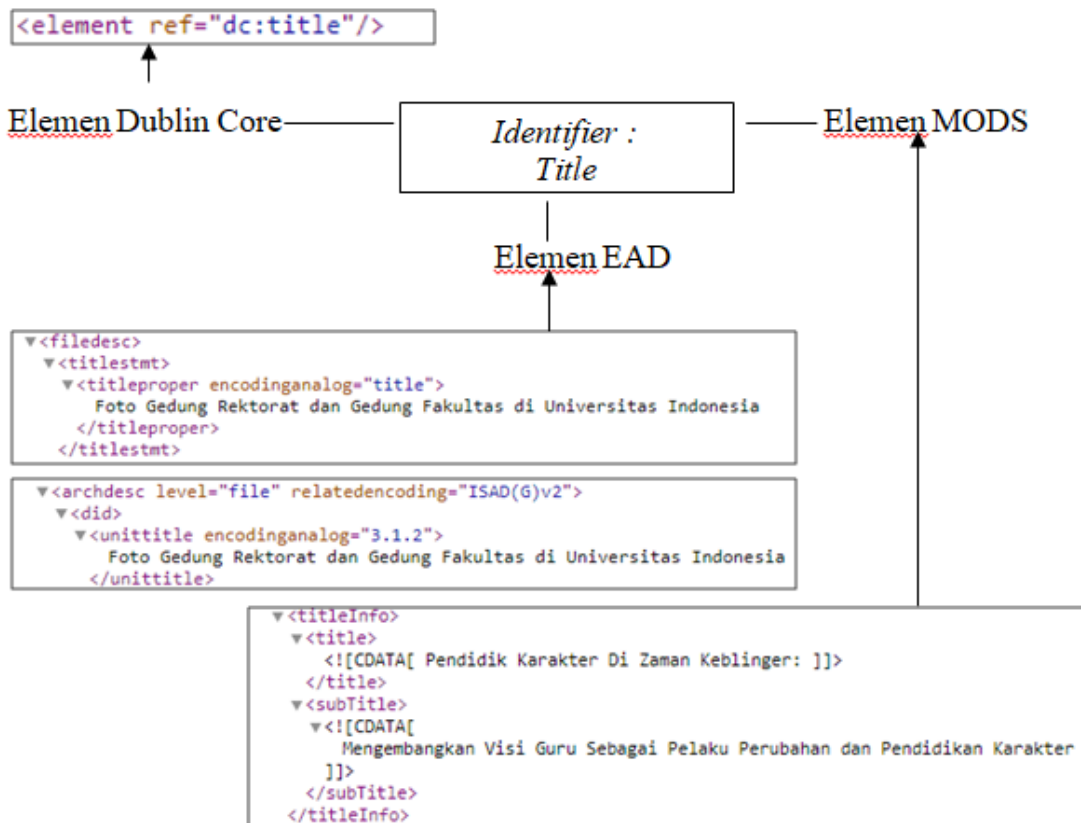 <element ref="dc:title"/>
Elemen Dublin Core
Identifier :
Title
Elemen MODS
Elemen EAD
▼<filedesc>
▼<titlestmt>
▼<titleproper encodinganalog="title">
Foto Gedung Rektorat dan Gedung Fakultas di Universitas Indonesia
</titleproper>
</titlestmt>
▼<archdesc level="file" relatedencoding="ISAD(G)v2">
▼<did>
▼<unittitle encodinganalog="3.1.2">
Foto Gedung Rektorat dan Gedung Fakultas di Universitas Indonesia
</unittitle>
▼<titleInfo>
▼<title>
<![CDATA[ Pendidik Karakter Di Zaman Keblinger: ]]>
</title>
▼<subTitle>
▼<![CDATA[
Mengembangkan Visi Guru Sebagai Pelaku Perubahan dan Pendidikan Karakter
]]>
</subTitle>
</titleInfo>